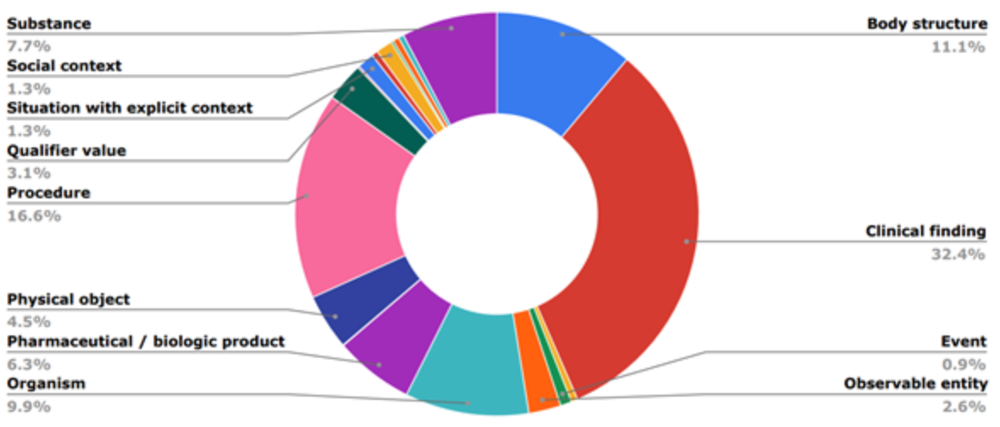 Substance
7.7%
Social context
1.3%
Situation with explicit context
1.3%
Qualifier value
3.1%
Procedure
16.6%
Physical object
4.5%
Pharmaceutical / biologic product
6.3%
Organism
9.9%
Body structure
11.1%
Clinical finding
32.4%
Event
0.9%
Observable entity
2.6%